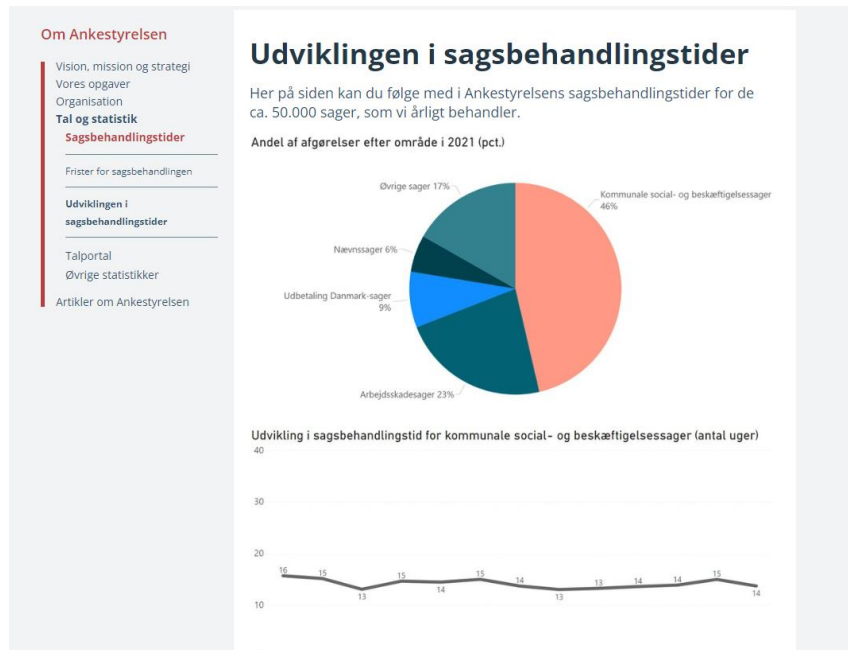 Om Ankestyrelsen
Vision, mission og strategi
Vores opgaver
Organisation
Tal og statistik
Sagsbehandlingstider
Frister for sagsbehandlingen
Udviklingen i
sagsbehandlingstider
Talportal
Øvrige statistikker
Artikler om Ankestyrelsen
Udviklingen i sagsbehandlingstider
Her på siden kan du følge med i Ankestyrelsens sagsbehandlingstider for de
ca. 50.000 sager, som vi årligt behandler.
Andel af afgørelser efter område i 2021 (pct.)
Øvrige sager 17%
Kommunale social- og beskæftigelsessager
46%
Nævnssager 6%
Udbetaling Danmark-sager
9%
Arbejdsskadesager 23%
Udvikling i sagsbehandlingstid for kommunale social- og beskæftigelsessager (antal uger)
40
30
20
16 15 13 15 14 15 14 13 13 14 14 15 14
10